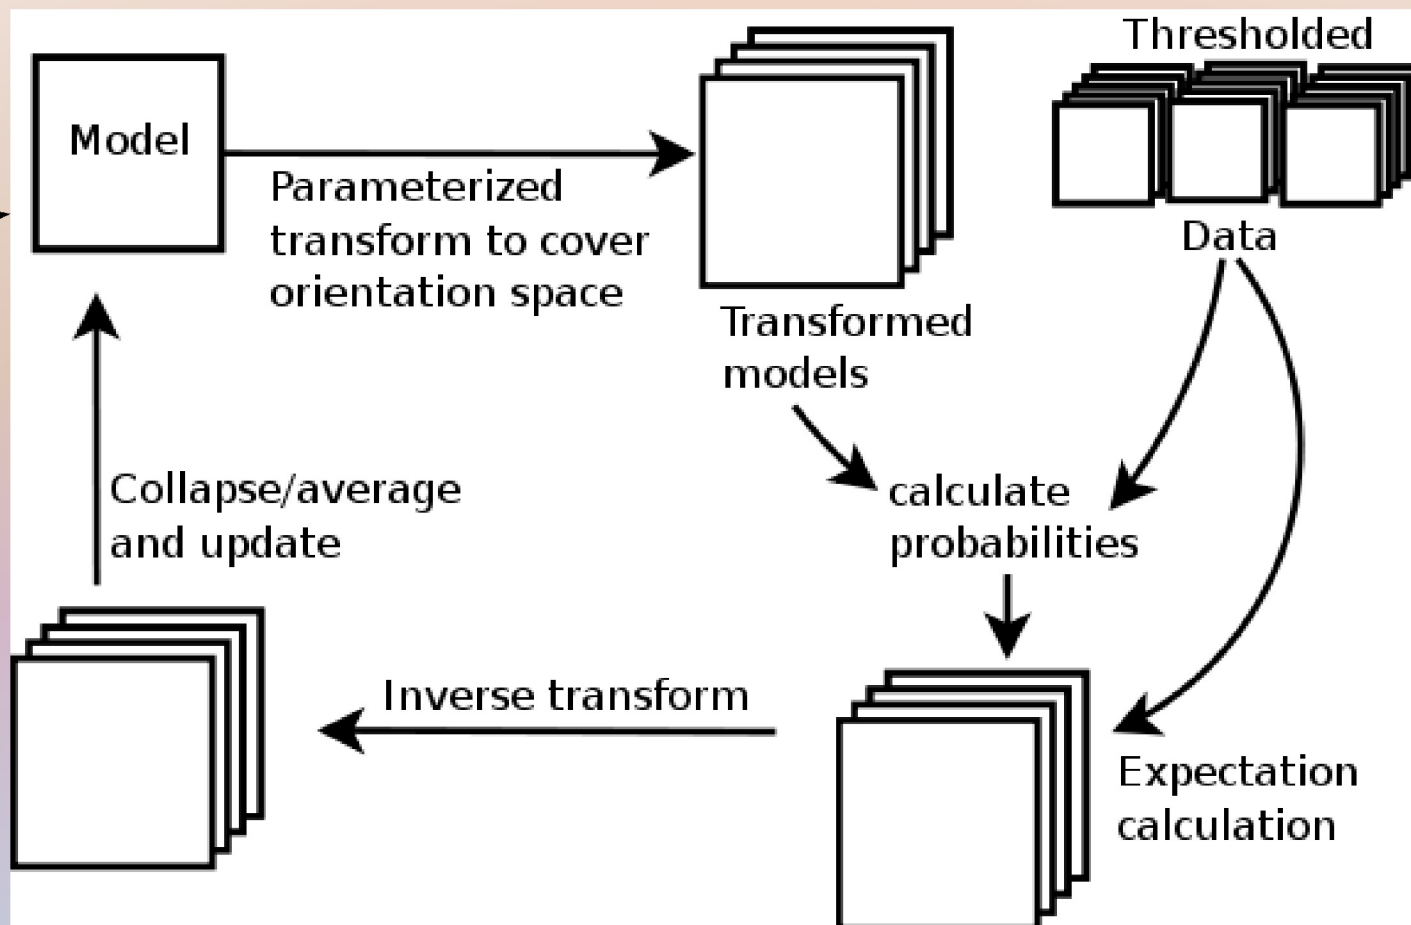 Thresholded
Model
Parameterized
transform to cover
orientation space
Data
Transformed
models
Collapse/average
and update
calculate
probabilities
Inverse transform
Expectation
calculation